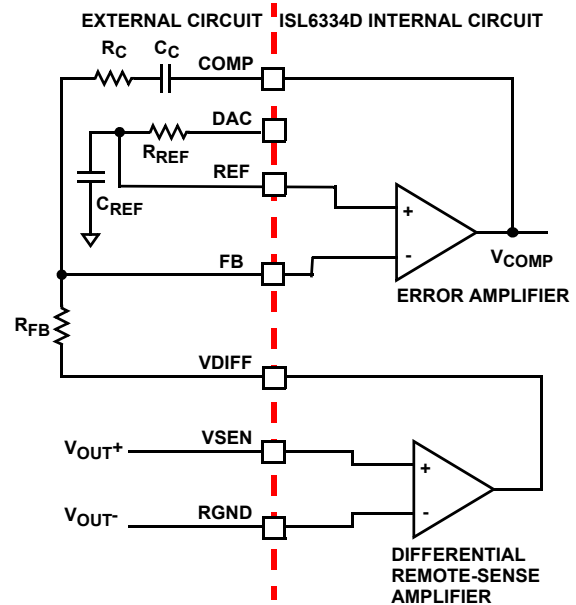 EXTERNAL CIRCUIT ISL6334D INTERNAL CIRCUIT
RC CC COMP
DAC
RREF
REF
CREF
+
-
FB
VCOMP
ERROR AMPLIFIER
RFB
VDIFF
VOUT+ VSEN
+
VOUT- RGND
-
DIFFERENTIAL
REMOTE-SENSE
AMPLIFIER